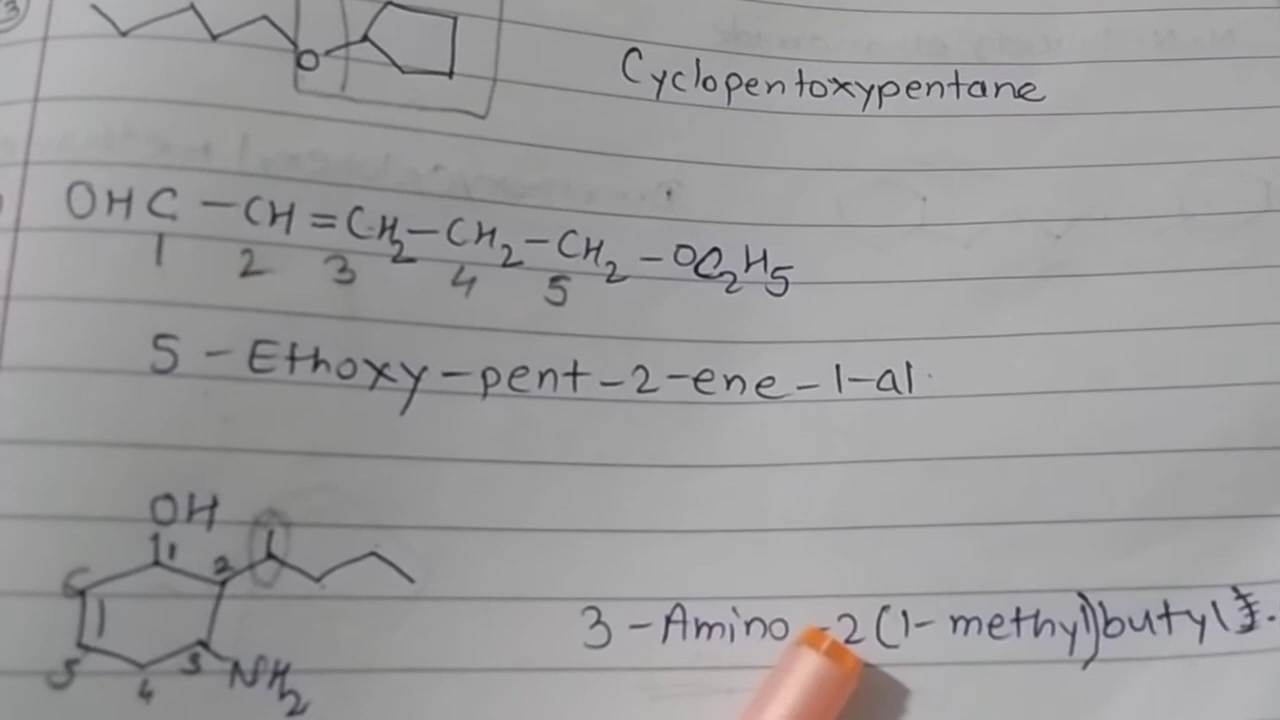 3
O
Cyclopentoxypentane
OHC-CH=CH2-CH2-CH2-OC2H5
1 2 3 4 5
5-Ethoxy-pent-2-ene-1-al
OH
1
2
6
5
4
3
NH2
3-Amino-2(1-methyl)butyl